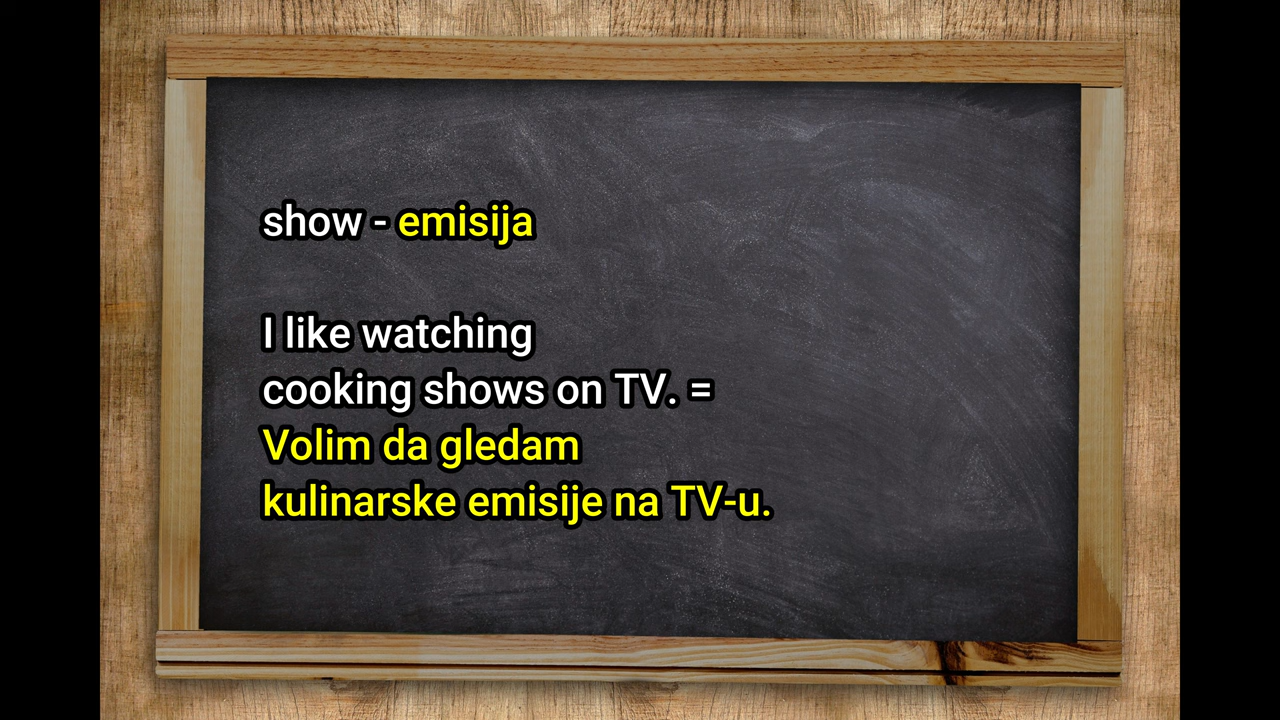 show - emisija
I like watching
cooking shows on TV. =
Volim da gledam
kulinarske emisije na TV-u.